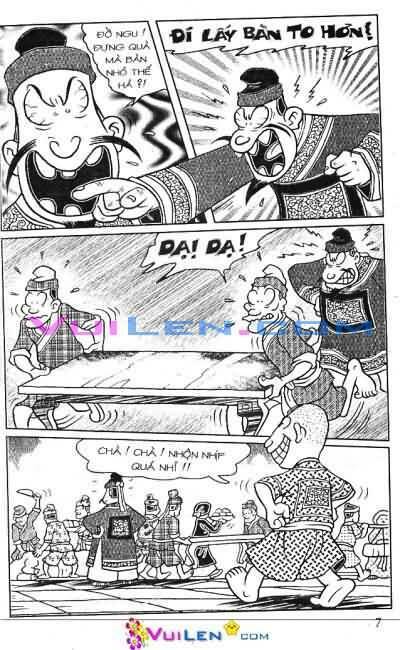 ĐỒ NGU!
ĐỰNG QUÀ
MÀ BÀN
NHỎ THẾ
HẢ?!
ĐI LẤY BÀN TO HƠN!
DẠ! DẠ!
VUILEN.COM
CHÀ! CHÀ! NHỘN NHỊP
QUÁ NHỈ!!
7
VUILEN.COM